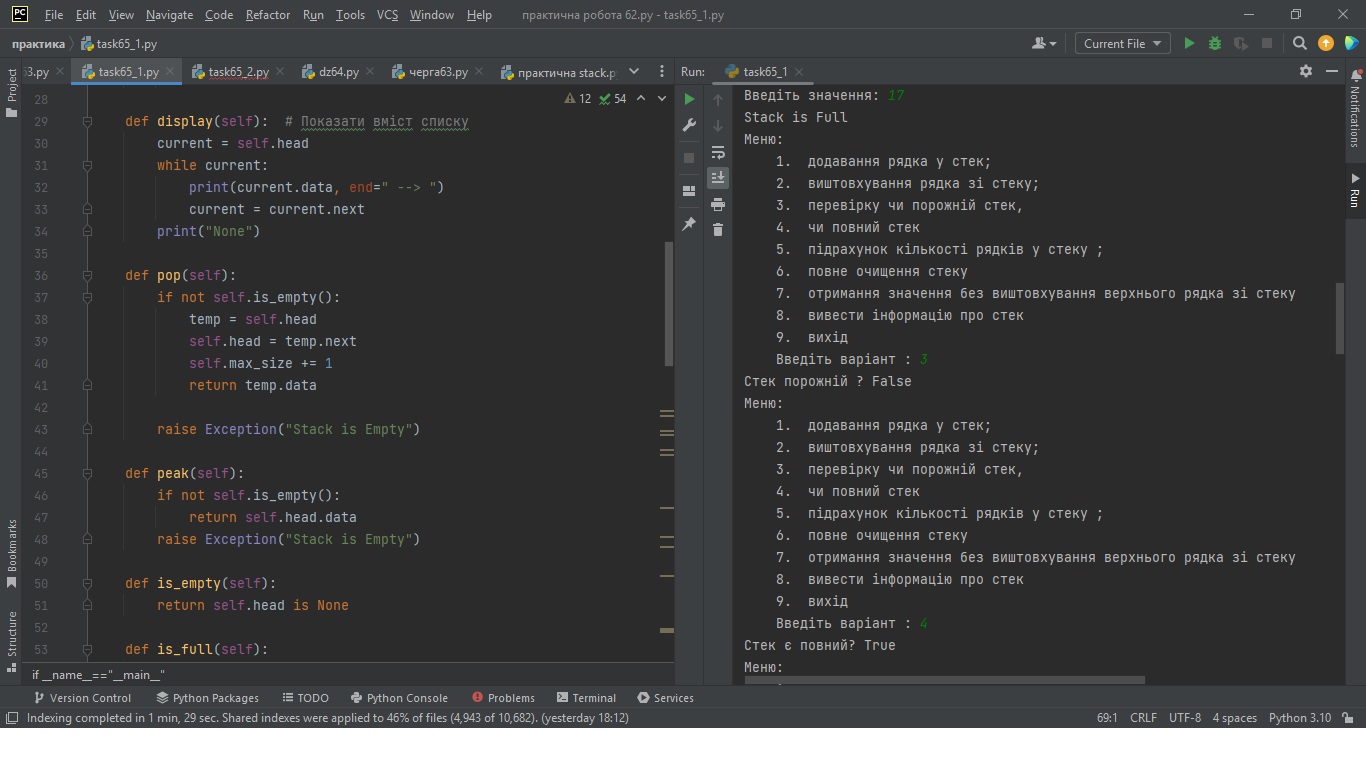 File Edit View Navigate Code Refactor Run Tools VCS Window Help практична робота 62.py - task65_1.py
практика task65_1.py Current File
63.py task65_1.py task65_2.py dz64.py черга63.py практична stack.p
Run: task65_1
Project
Bookmarks
Structure
12 54
28
29 def display(self): # Показати вміст списку
30 current = self.head
31 while current:
32 print(current.data, end=" --> ")
33 current = current.next
34 print("None")
35
36 def pop(self):
37 if not self.is_empty():
38 temp = self.head
39 self.head = temp.next
40 self.max_size += 1
41 return temp.data
42
43 raise Exception("Stack is Empty")
44
45 def peak(self):
46 if not self.is_empty():
47 return self.head.data
48 raise Exception("Stack is Empty")
49
50 def is_empty(self):
51 return self.head is None
52
53 def is_full(self):
if __name__=="__main__"
Введіть значення: 17
Stack is Full
Меню:
1. додавання рядка у стек;
2. виштовхування рядка зі стеку;
3. перевірку чи порожній стек,
4. чи повний стек
5. підрахунок кількості рядків у стеку ;
6. повне очищення стеку
7. отримання значення без виштовхування верхнього рядка зі стеку
8. вивести інформацію про стек
9. вихід
Введіть варіант : 3
Стек порожній ? False
Меню:
1. додавання рядка у стек;
2. виштовхування рядка зі стеку;
3. перевірку чи порожній стек,
4. чи повний стек
5. підрахунок кількості рядків у стеку ;
6. повне очищення стеку
7. отримання значення без виштовхування верхнього рядка зі стеку
8. вивести інформацію про стек
9. вихід
Введіть варіант : 4
Стек є повний? True
Меню:
Notifications
Run
Version Control Python Packages TODO Python Console Problems Terminal Services
Indexing completed in 1 min, 29 sec. Shared indexes were applied to 46% of files (4,943 of 10,682). (yesterday 18:12) 69:1 CRLF UTF-8 4 spaces Python 3.10